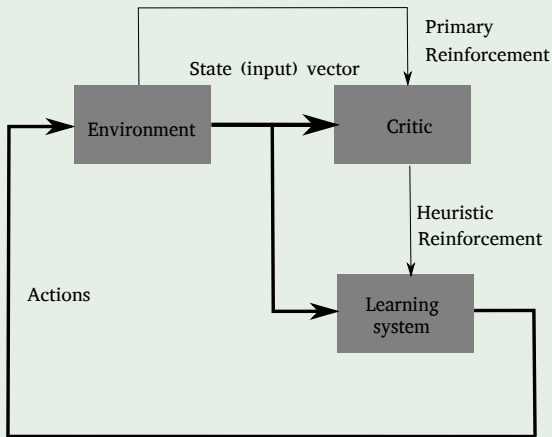 Primary
Reinforcement
State (input) vector
Environment
Critic
Heuristic
Reinforcement
Actions
Learning
system